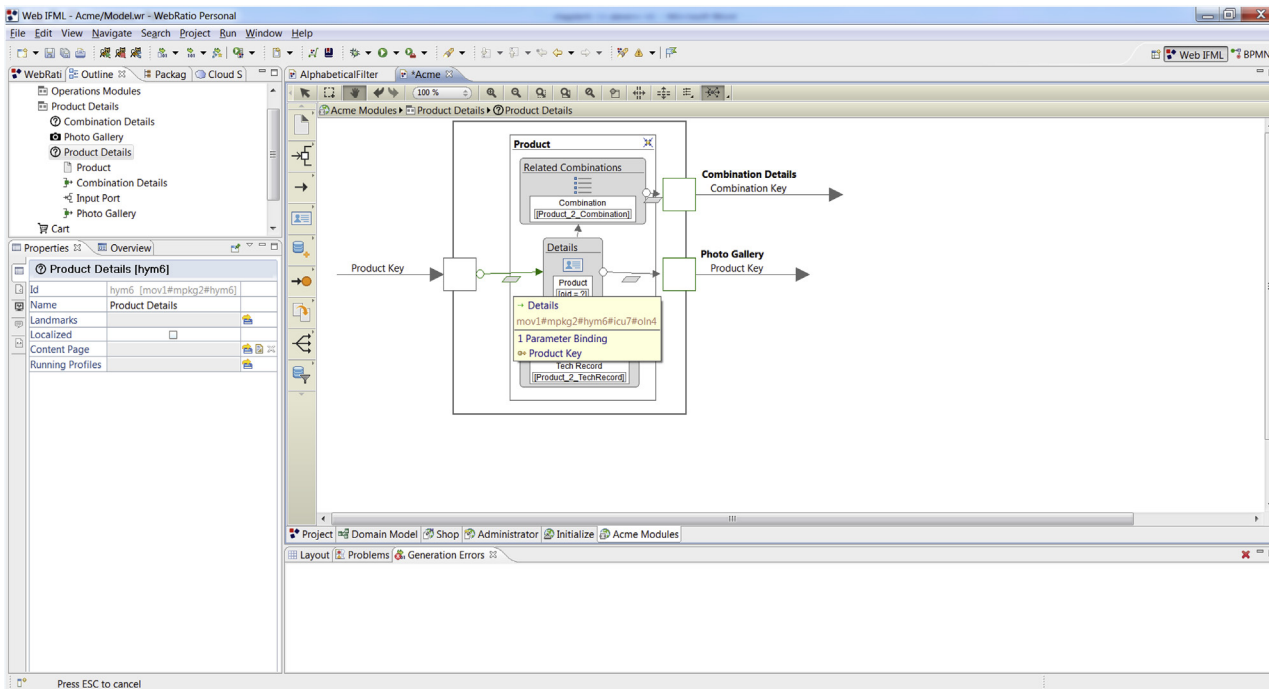 Web IFML - Acme/Model.wr - WebRatio Personal
File Edit View Navigate Search Project Run Window Help
Web IFML BPMN
WebRati Outline Packag Cloud S
AlphabeticalFilter *Acme
Operations Modules
Product Details
Combination Details
Photo Gallery
Product Details
Product
Combination Details
Input Port
Photo Gallery
Cart
100 %
Acme Modules Product Details Product Details
Properties Overview
Product Details [hym6]
Id hym6 [mov1#mpkg2#hym6]
Name Product Details
Landmarks
Localized
Content Page
Running Profiles
Product
Related Combinations
Combination
[Product_2_Combination]
Combination Details
Combination Key
Details
Product
[oid = ?]
Product Key
Photo Gallery
Product Key
Details
mov1#mpkg2#hym6#icu7#oln4
1 Parameter Binding
Product Key
Tech Record
[Product_2_TechRecord]
Project Domain Model Shop Administrator Initialize Acme Modules
Layout Problems Generation Errors
Press ESC to cancel